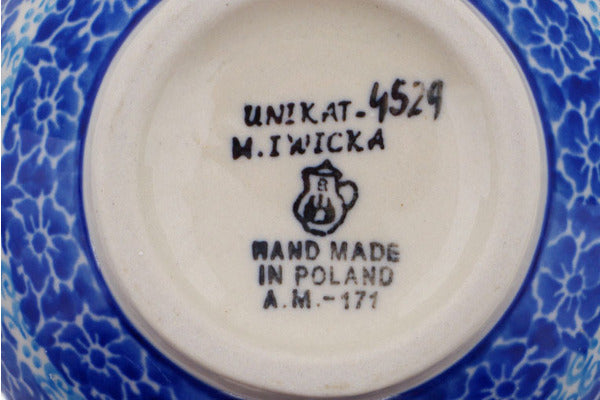 UNIKAT-4529
M.IWICKA
HAND MADE
IN POLAND
A.M.-171